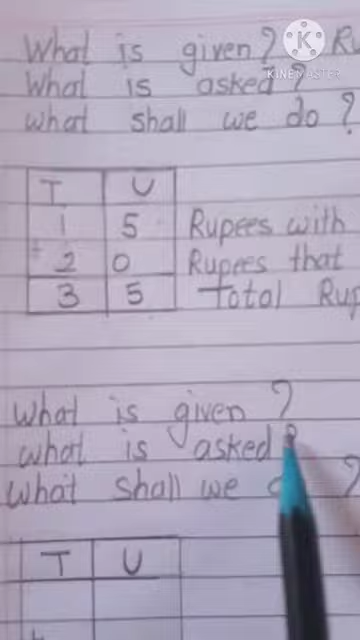 What is given?
KINEMASTER
What is asked?
what shall we do?
T U
1 5 Rupees with
+ 2 0 Rupees that
3 5 Total
What is given?
what is asked?
what shall we ?
T U